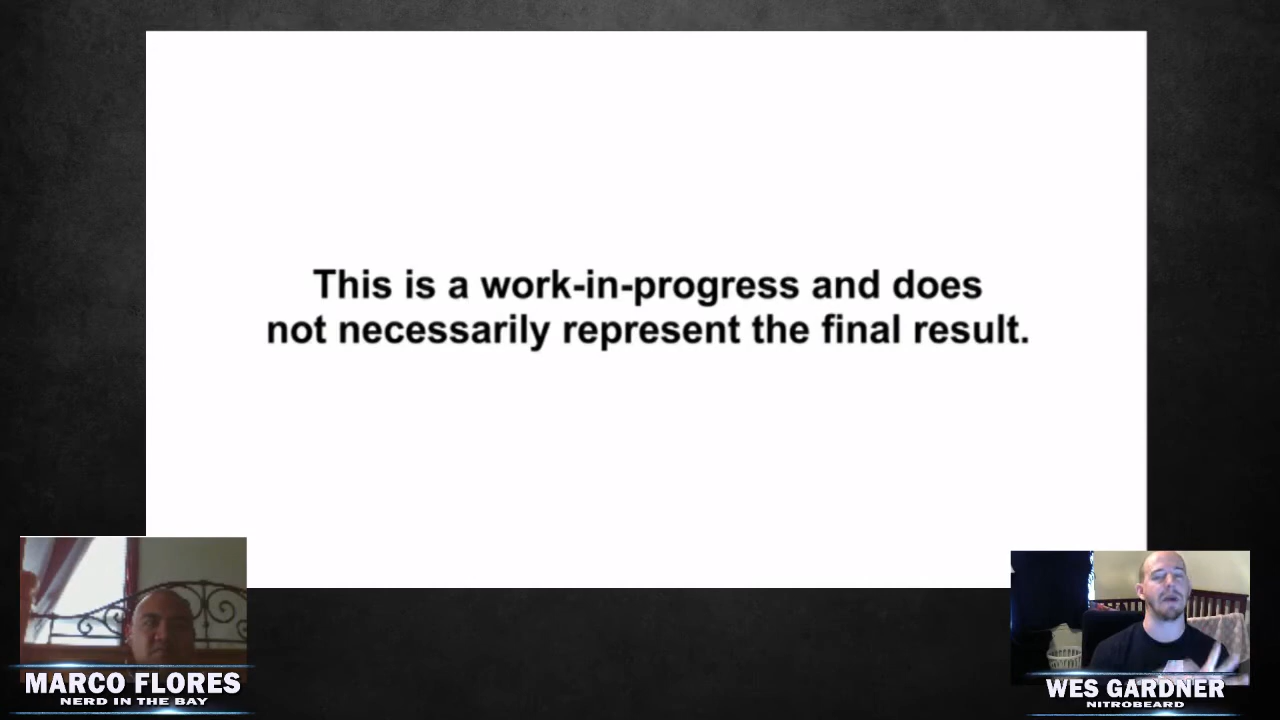 This is a work-in-progress and does
not necessarily represent the final result.
MARCO FLORES
NERD IN THE BAY
WES GARDNER
NITROBEARD